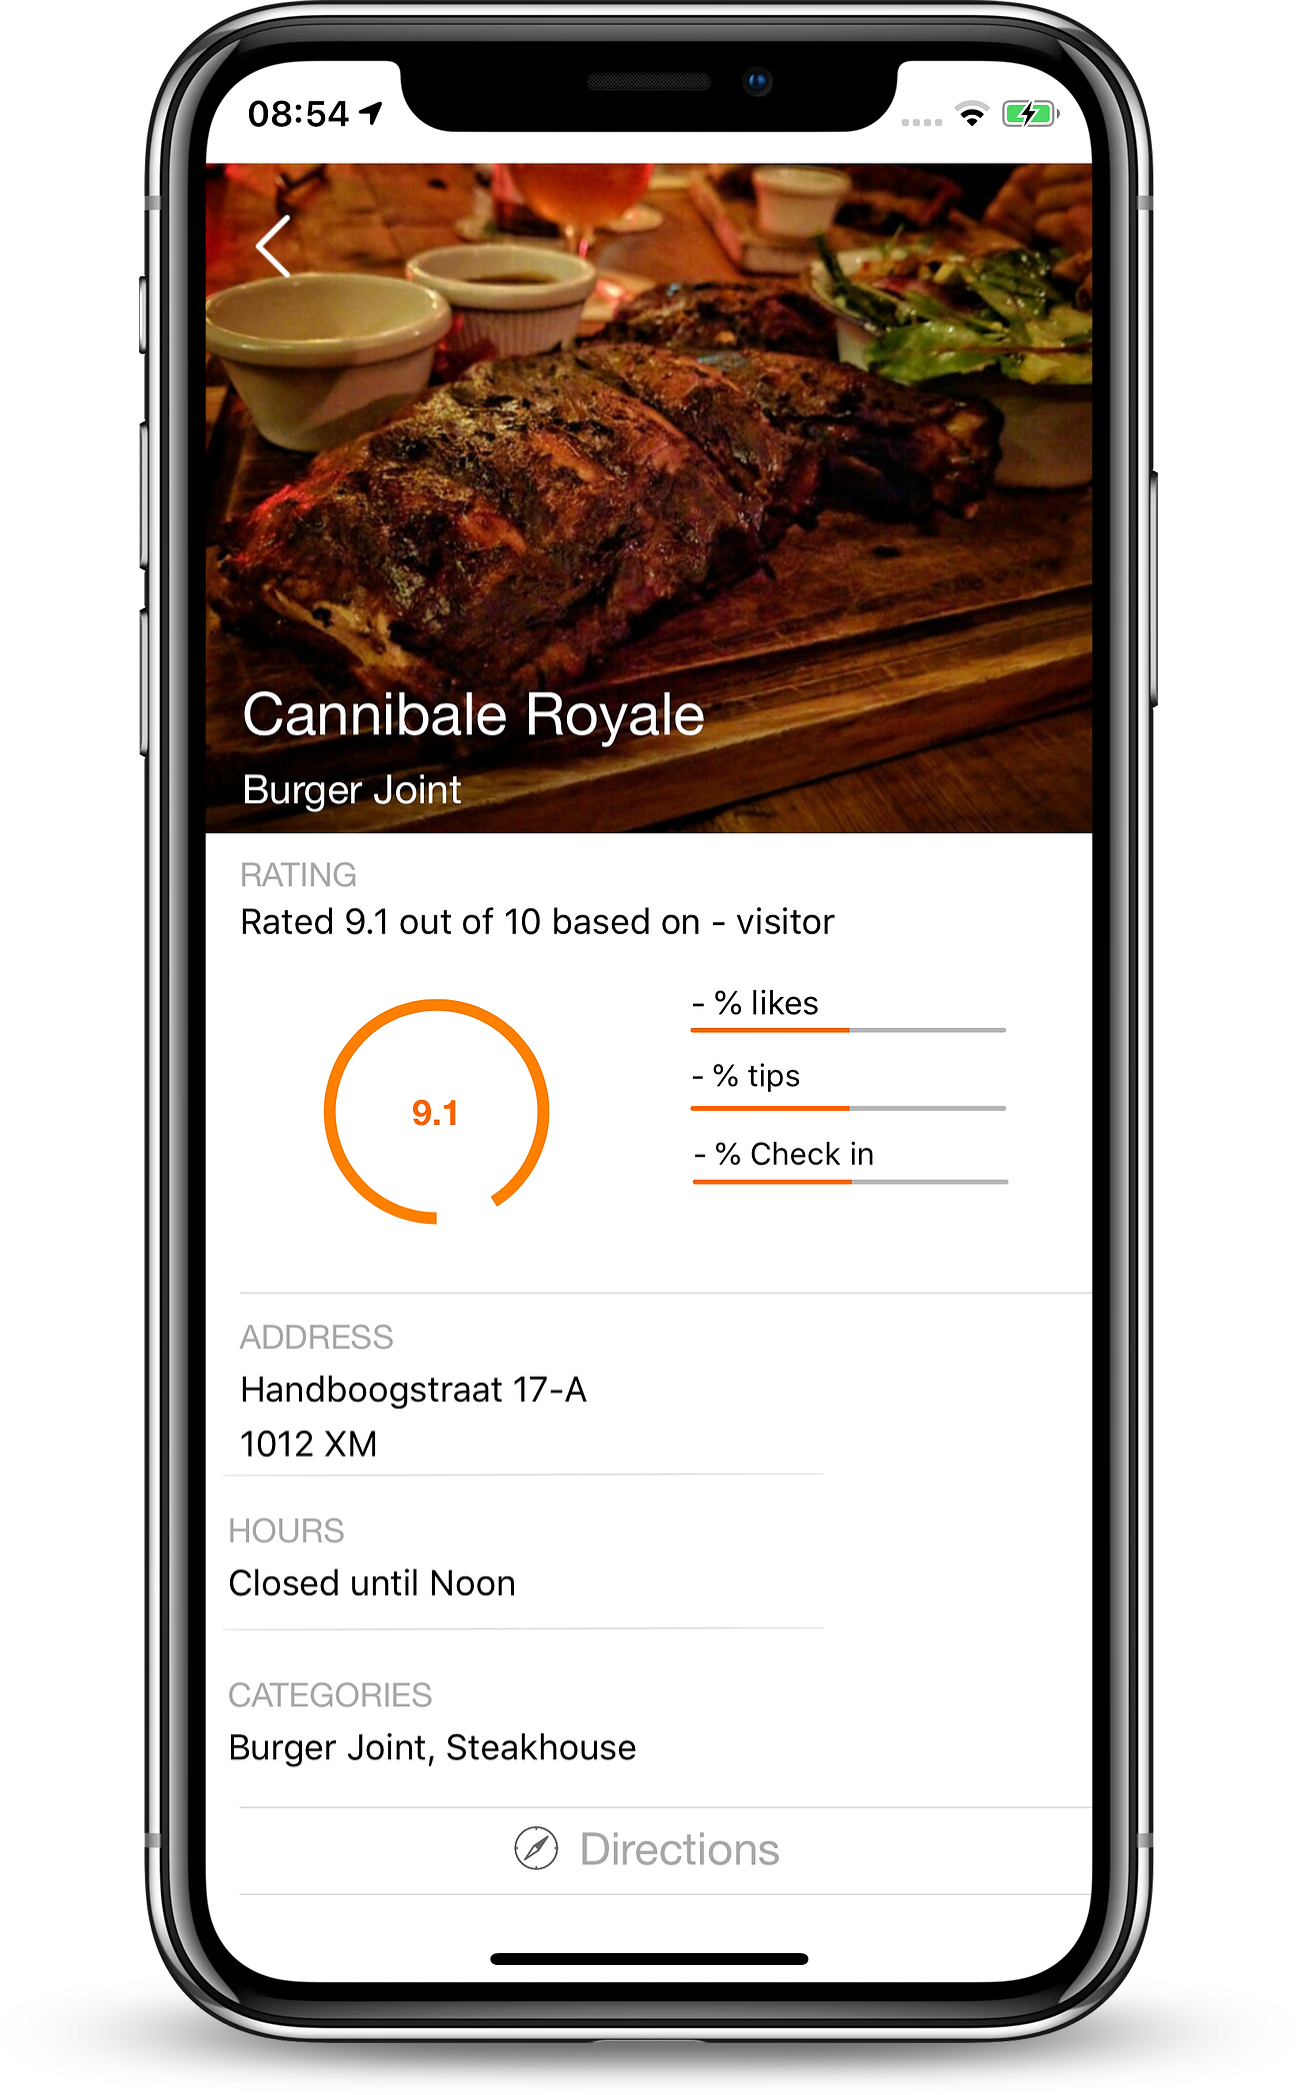 08:54
Cannibale Royale
Burger Joint
RATING
Rated 9.1 out of 10 based on - visitor
- % likes
- % tips
9.1
- % Check in
ADDRESS
Handboogstraat 17-A
1012 XM
HOURS
Closed until Noon
CATEGORIES
Burger Joint, Steakhouse
Directions